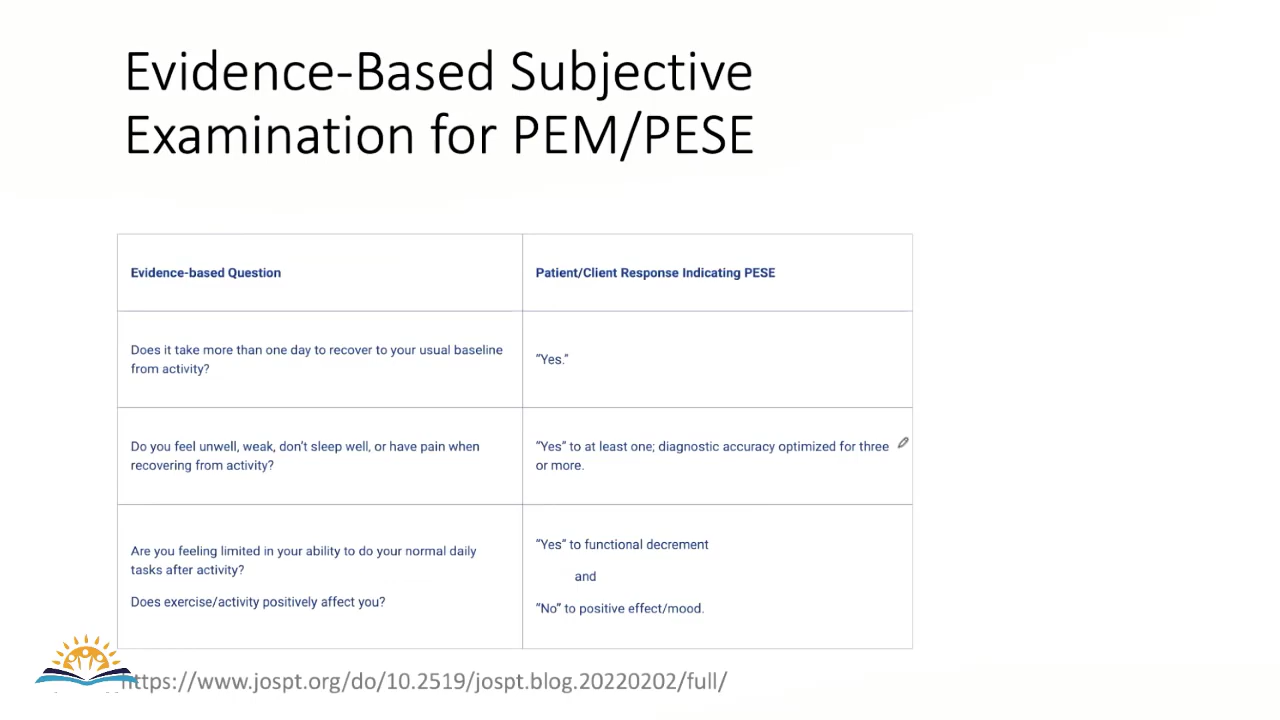 Evidence-Based Subjective
Examination for PEM/PESE
Evidence-based Question
Patient/Client Response Indicating PESE
Does it take more than one day to recover to your usual baseline
from activity?
“Yes.”
Do you feel unwell, weak, don’t sleep well, or have pain when
recovering from activity?
“Yes” to at least one; diagnostic accuracy optimized for three
or more.
Are you feeling limited in your ability to do your normal daily
tasks after activity?
Does exercise/activity positively affect you?
“Yes” to functional decrement
and
“No” to positive effect/mood.
https://www.jospt.org/do/10.2519/jospt.blog.20220202/full/